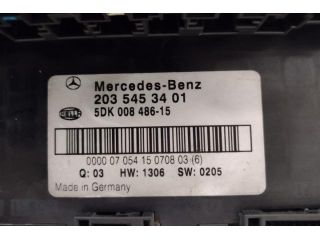 Mercedes-Benz
203 545 34 01
HELLA
5DK 008 486-15
0000 07 054 15 0708 03 (6)
Q: 03 HW: 1306 SW: 0205
Made in Germany